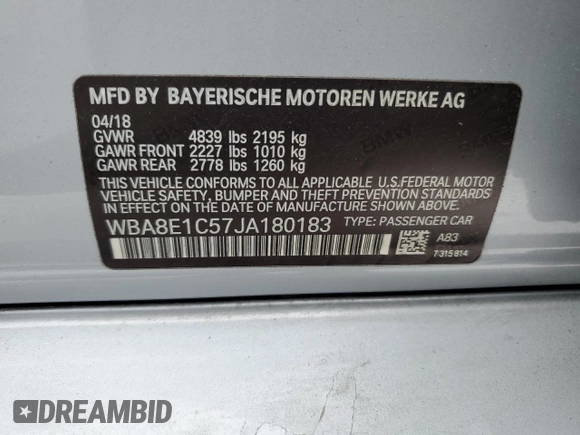 MFD BY BAYERISCHE MOTOREN WERKE AG
04/18
GVWR 4839 lbs 2195 kg
GAWR FRONT 2227 lbs 1010 kg
GAWR REAR 2778 lbs 1260 kg
THIS VEHICLE CONFORMS TO ALL APPLICABLE U.S.FEDERAL MOTOR
VEHICLE SAFETY, BUMPER AND THEFT PREVENTION STANDARDS
IN EFFECT ON THE DATE OF MANUFACTURE SHOWN ABOVE.
WBA8E1C57JA180183 TYPE: PASSENGER CAR
A83
7315814
DREAMBID